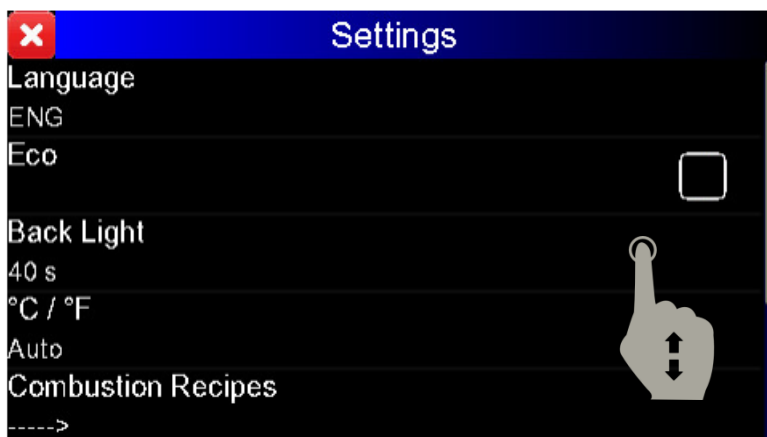 Settings
Language
ENG
Eco
Back Light
40 s
°C / °F
Auto
Combustion Recipes
----->